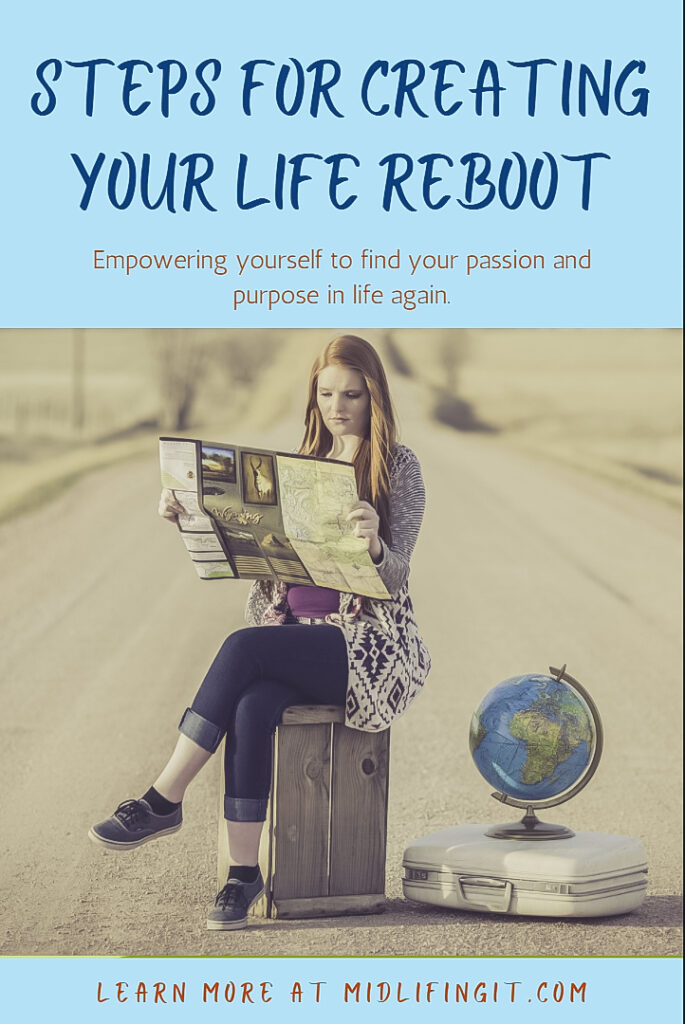 STEPS FOR CREATING
YOUR LIFE REBOOT
Empowering yourself to find your passion and
purpose in life again.
Wyoming
LEARN MORE AT MIDLIFINGIT.COM